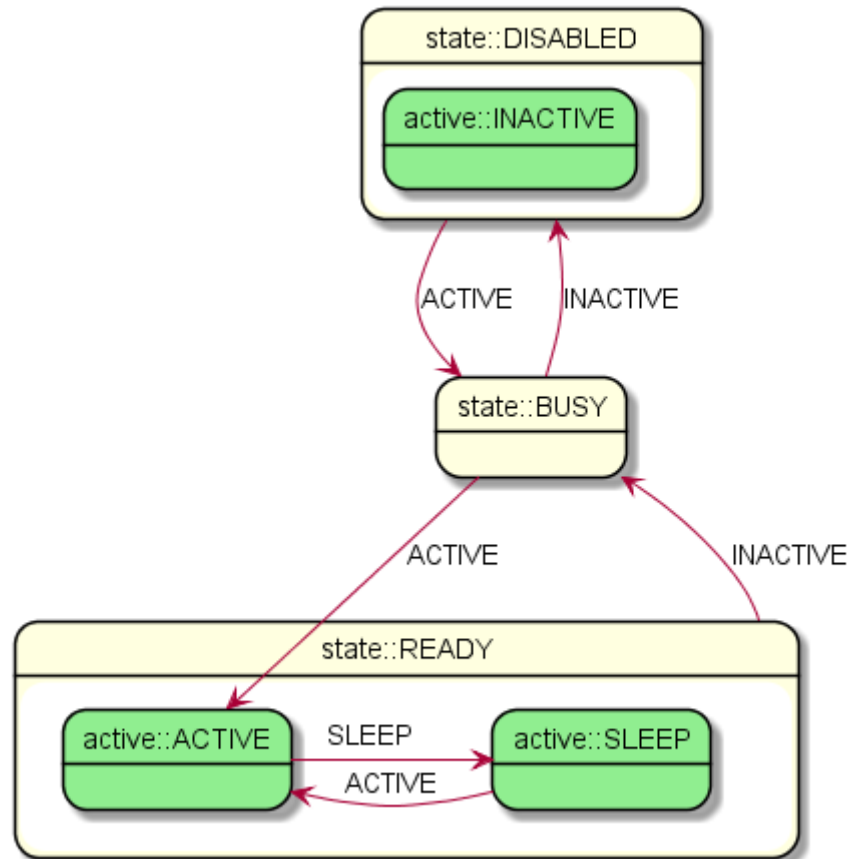 state::DISABLED
active::INACTIVE
ACTIVE
INACTIVE
state::BUSY
ACTIVE
INACTIVE
state::READY
active::ACTIVE
SLEEP
active::SLEEP
ACTIVE